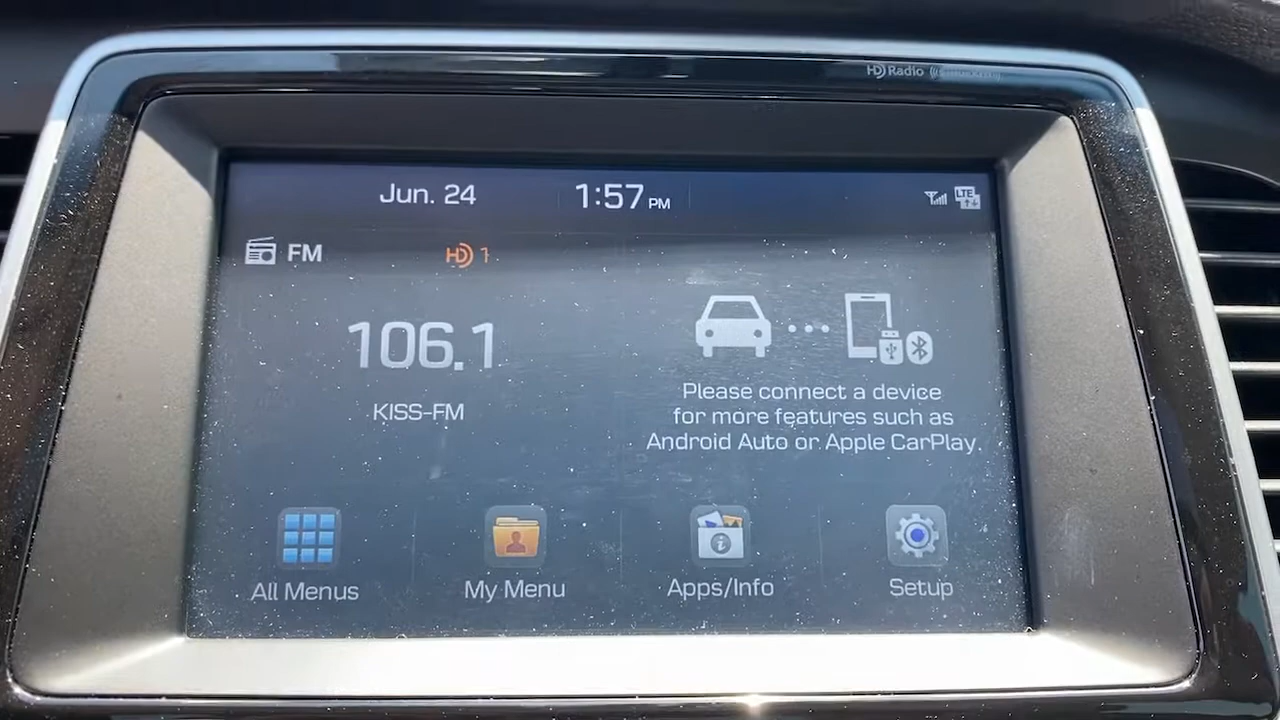 HD Radio
Jun. 24
1:57 PM
LTE
FM
HD 1
106.1
KISS-FM
Please connect a device
for more features such as
Android Auto or Apple CarPlay.
All Menus
My Menu
Apps/Info
Setup